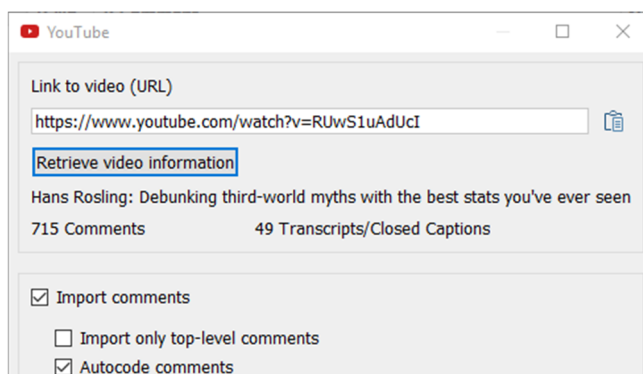 YouTube
Link to video (URL)
https://www.youtube.com/watch?v=RUwS1uAdUcI
Retrieve video information
Hans Rosling: Debunking third-world myths with the best stats you've ever seen
715 Comments 49 Transcripts/Closed Captions
Import comments
Import only top-level comments
Autocode comments